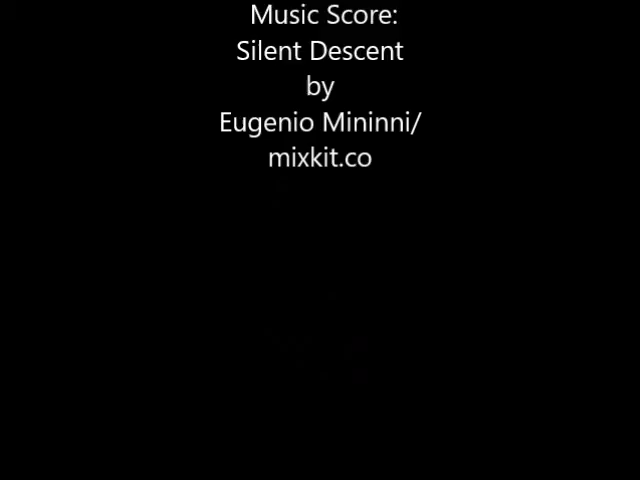 Music Score:
Silent Descent
by
Eugenio Mininni/
mixkit.co